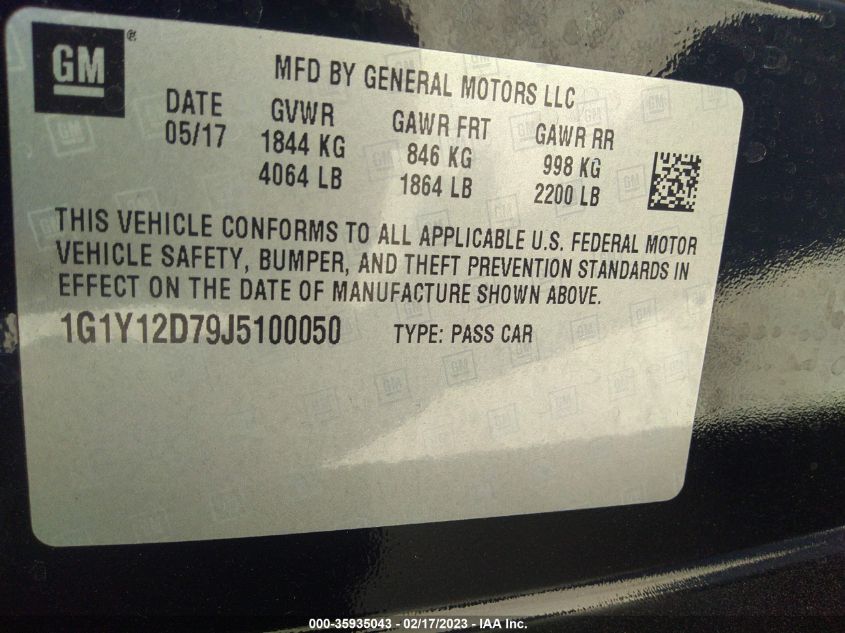 GM®
MFD BY GENERAL MOTORS LLC
DATE GVWR GAWR FRT GAWR RR
05/17 1844 KG 846 KG 998 KG
4064 LB 1864 LB 2200 LB
THIS VEHICLE CONFORMS TO ALL APPLICABLE U.S. FEDERAL MOTOR
VEHICLE SAFETY, BUMPER, AND THEFT PREVENTION STANDARDS IN
EFFECT ON THE DATE OF MANUFACTURE SHOWN ABOVE.
1G1Y12D79J5100050 TYPE: PASS CAR
000-35935043 - 02/17/2023 - IAA Inc.